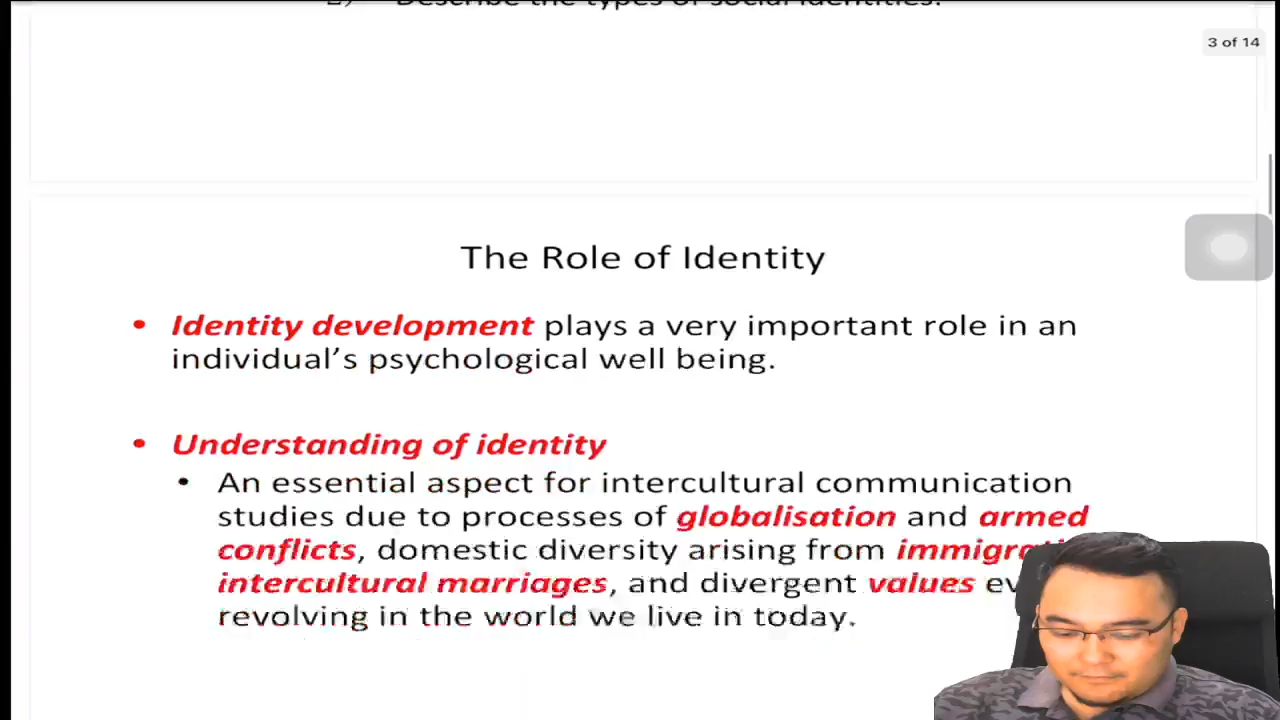 Describe the types of social identities.
3 of 14
The Role of Identity
• Identity development plays a very important role in an
individual's psychological well being.
• Understanding of identity
• An essential aspect for intercultural communication
studies due to processes of globalisation and armed
conflicts, domestic diversity arising from
intercultural marriages, and divergent values
revolving in the world we live in today.